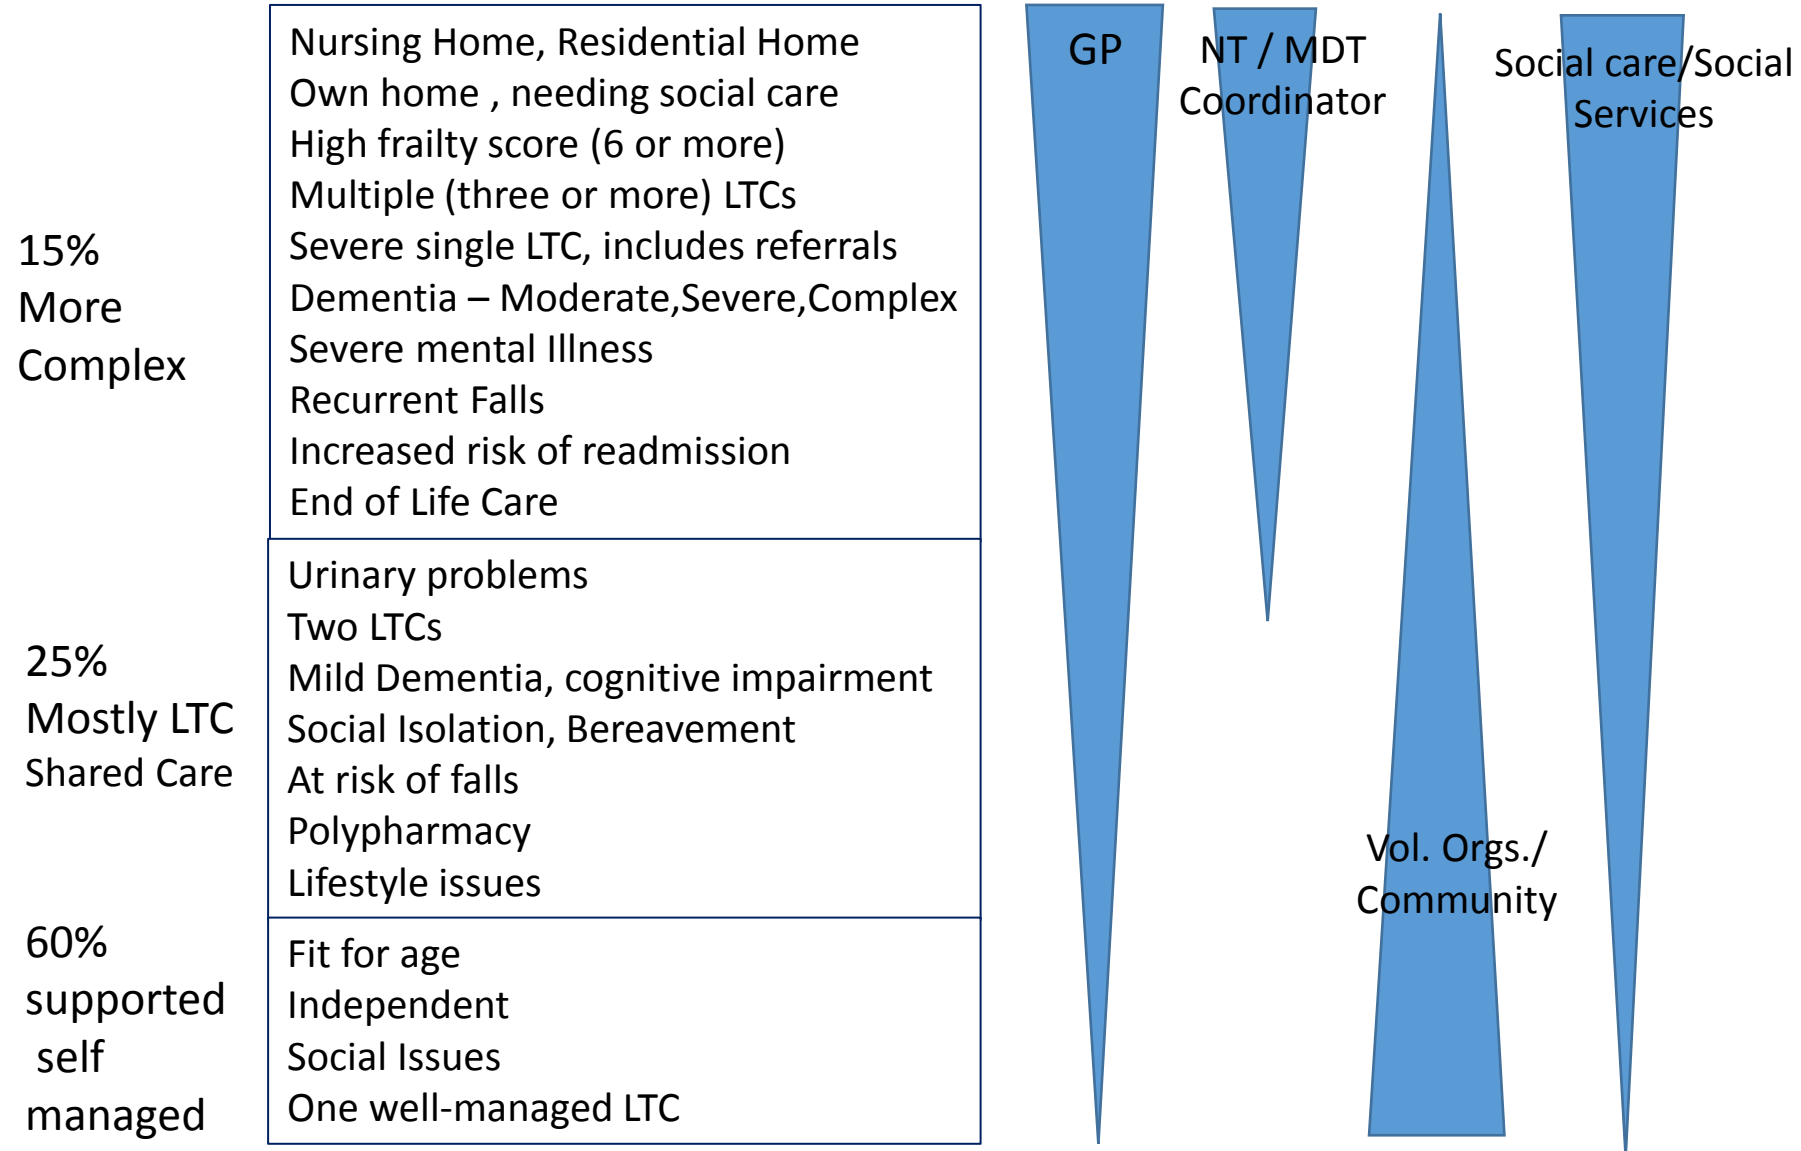 15%
More
Complex
Nursing Home, Residential Home
Own home , needing social care
High frailty score (6 or more)
Multiple (three or more) LTCs
Severe single LTC, includes referrals
Dementia – Moderate,Severe,Complex
Severe mental Illness
Recurrent Falls
Increased risk of readmission
End of Life Care
25%
Mostly LTC
Shared Care
Urinary problems
Two LTCs
Mild Dementia, cognitive impairment
Social Isolation, Bereavement
At risk of falls
Polypharmacy
Lifestyle issues
60%
supported
self
managed
Fit for age
Independent
Social Issues
One well-managed LTC
GP
NT / MDT
Coordinator
Vol. Orgs./
Community
Social care/Social
Services